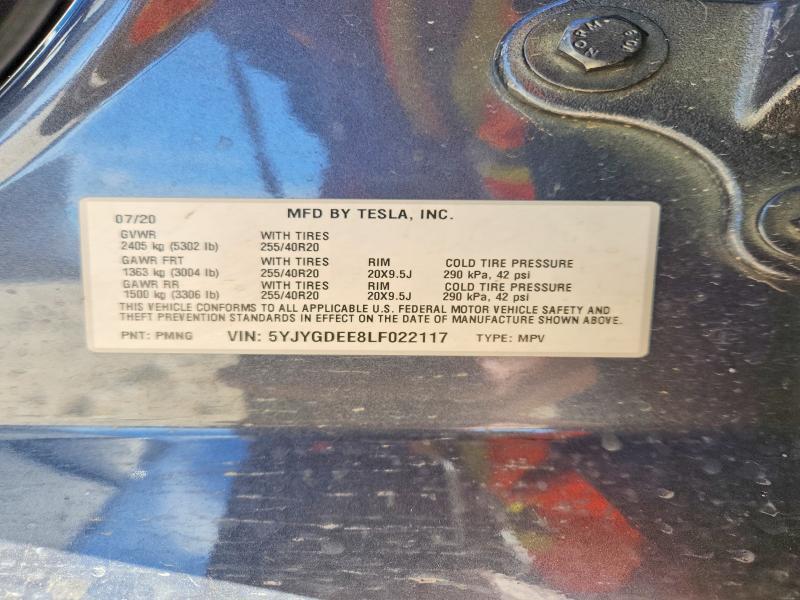 NORM 109
07/20 MFD BY TESLA, INC.
GVWR WITH TIRES
2405 kg (5302 lb) 255/40R20
GAWR FRT WITH TIRES RIM COLD TIRE PRESSURE
1363 kg (3004 lb) 255/40R20 20X9.5J 290 kPa, 42 psi
GAWR RR WITH TIRES RIM COLD TIRE PRESSURE
1500 kg (3306 lb) 255/40R20 20X9.5J 290 kPa, 42 psi
THIS VEHICLE CONFORMS TO ALL APPLICABLE U.S. FEDERAL MOTOR VEHICLE SAFETY AND
THEFT PREVENTION STANDARDS IN EFFECT ON THE DATE OF MANUFACTURE SHOWN ABOVE.
PNT: PMNG VIN: 5YJYGDEE8LF022117 TYPE: MPV